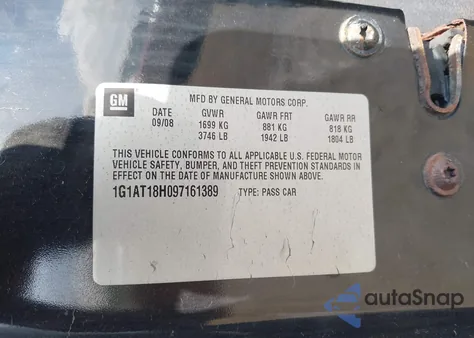 GM
MFD BY GENERAL MOTORS CORP.
DATE GVWR GAWR FRT GAWR RR
09/08 1699 KG 881 KG 818 KG
3746 LB 1942 LB 1804 LB
THIS VEHICLE CONFORMS TO ALL APPLICABLE U.S. FEDERAL MOTOR
VEHICLE SAFETY, BUMPER, AND THEFT PREVENTION STANDARDS IN
EFFECT ON THE DATE OF MANUFACTURE SHOWN ABOVE.
1G1AT18H097161389 TYPE: PASS CAR
autoSnap